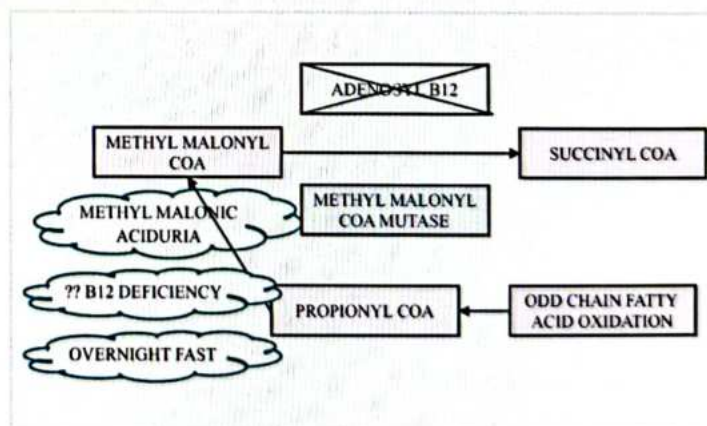 ADENOSYL B12
METHYL MALONYL
COA
SUCCINYL COA
METHYL MALONIC
ACIDURIA
METHYL MALONYL
COA MUTASE
?? B12 DEFICIENCY
PROPIONYL COA
ODD CHAIN FATTY
ACID OXIDATION
OVERNIGHT FAST